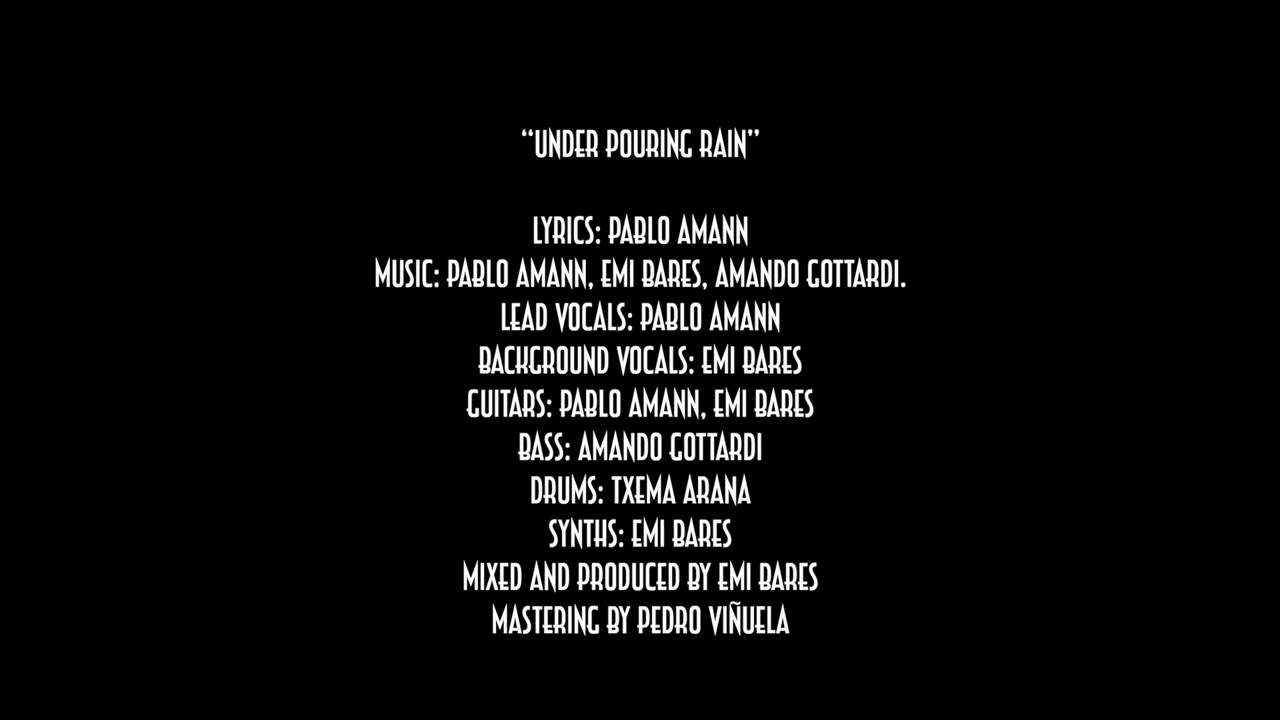 “UNDER POURING RAIN”
LYRICS: PABLO AMANN
MUSIC: PABLO AMANN, EMI BARES, AMANDO GOTTARDI.
LEAD VOCALS: PABLO AMANN
BACKGROUND VOCALS: EMI BARES
GUITARS: PABLO AMANN, EMI BARES
BASS: AMANDO GOTTARDI
DRUMS: TXEMA ARANA
SYNTHS: EMI BARES
MIXED AND PRODUCED BY EMI BARES
MASTERING BY PEDRO VIÑUELA